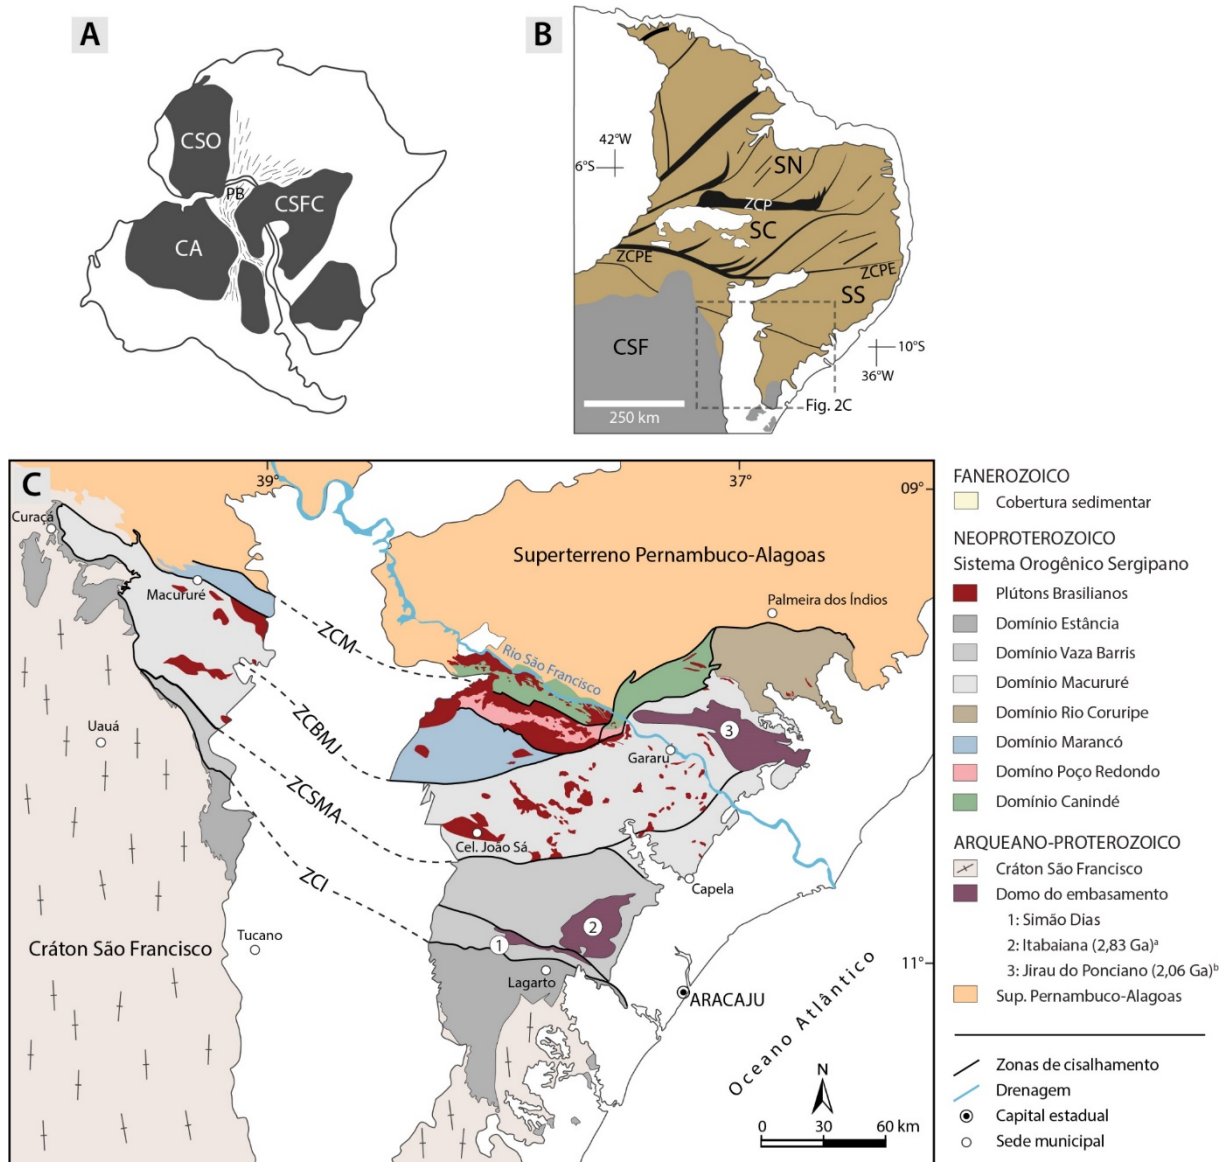 A
CSO
PB
CSFC
CA
B
42°W
6°S
SN
ZCP
SC
ZCPE
ZCPE
SS
CSF
10°S
36°W
250 km
Fig. 2C
C
39°
37°
09°
Curaçá
Superterreno Pernambuco-Alagoas
Macururé
Palmeira dos Índios
ZCM
Rio São Francisco
ZCBMJ
3
Uauá
Gararu
ZCSMA
Cel. João Sá
ZCI
Capela
2
Tucano
1
Cráton São Francisco
11°
Lagarto
ARACAJU
Oceano Atlântico
N
0 30 60 km
FANEROZOICO
Cobertura sedimentar
NEOPROTEROZOICO
Sistema Orogênico Sergipano
Plútons Brasilianos
Domínio Estância
Domínio Vaza Barris
Domínio Macururé
Domínio Rio Coruripe
Domínio Marancó
Domíno Poço Redondo
Domínio Canindé
ARQUEANO-PROTEROZOICO
Cráton São Francisco
Domo do embasamento
1: Simão Dias
2: Itabaiana (2,83 Ga)ᵃ
3: Jirau do Ponciano (2,06 Ga)ᵇ
Sup. Pernambuco-Alagoas
Zonas de cisalhamento
Drenagem
Capital estadual
Sede municipal